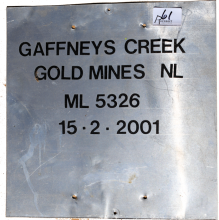 GAFFNEYS CREEK
GOLD MINES NL
ML 5326
15·2·2001